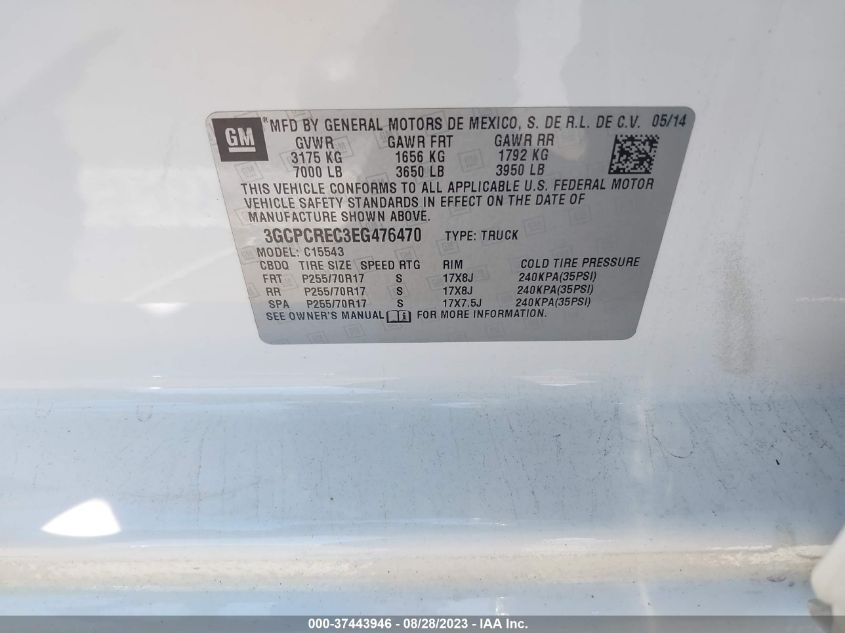 GM ® MFD BY GENERAL MOTORS DE MEXICO, S. DE R.L. DE C.V. 05/14
GVWR GAWR FRT GAWR RR
3175 KG 1656 KG 1792 KG
7000 LB 3650 LB 3950 LB
THIS VEHICLE CONFORMS TO ALL APPLICABLE U.S. FEDERAL MOTOR
VEHICLE SAFETY STANDARDS IN EFFECT ON THE DATE OF
MANUFACTURE SHOWN ABOVE.
3GCPCREC3EG476470 TYPE: TRUCK
MODEL: C15543
CBDQ TIRE SIZE SPEED RTG RIM COLD TIRE PRESSURE
FRT P255/70R17 S 17X8J 240KPA(35PSI)
RR P255/70R17 S 17X8J 240KPA(35PSI)
SPA P255/70R17 S 17X7.5J 240KPA(35PSI)
SEE OWNER'S MANUAL FOR MORE INFORMATION.
000-37443946 - 08/28/2023 - IAA Inc.